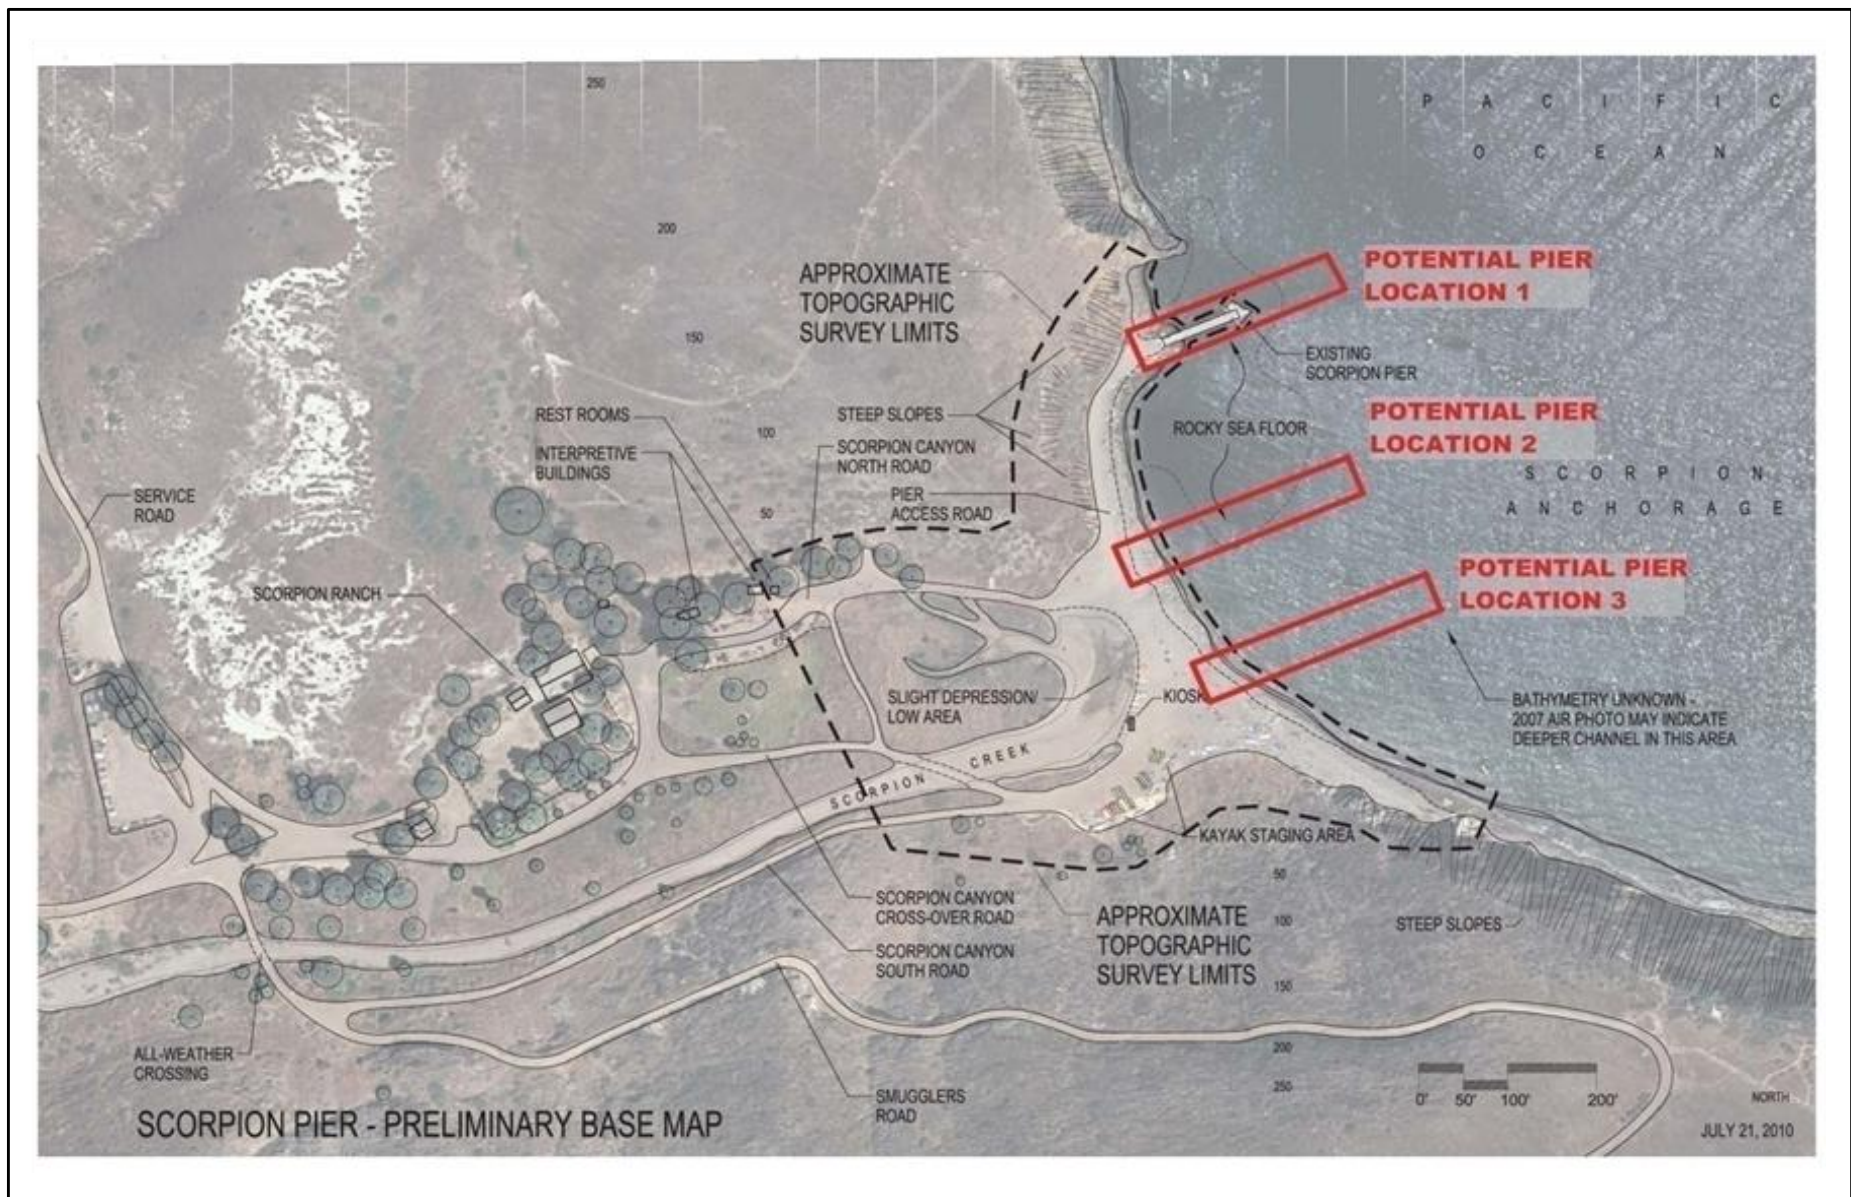 250
PACIFIC
OCEAN
200
APPROXIMATE
TOPOGRAPHIC
SURVEY LIMITS
POTENTIAL PIER
LOCATION 1
150
EXISTING
SCORPION PIER
REST ROOMS
STEEP SLOPES
100
ROCKY SEA FLOOR
POTENTIAL PIER
LOCATION 2
INTERPRETIVE
BUILDINGS
SCORPION CANYON
NORTH ROAD
SCORPION
ANCHORAGE
SERVICE
ROAD
PIER
ACCESS ROAD
50
SCORPION RANCH
POTENTIAL PIER
LOCATION 3
SLIGHT DEPRESSION/
LOW AREA
KIOSK
BATHYMETRY UNKNOWN -
2007 AIR PHOTO MAY INDICATE
DEEPER CHANNEL IN THIS AREA
SCORPION CREEK
KAYAK STAGING AREA
50
SCORPION CANYON
CROSS-OVER ROAD
APPROXIMATE
TOPOGRAPHIC
SURVEY LIMITS
100
STEEP SLOPES
SCORPION CANYON
SOUTH ROAD
150
ALL-WEATHER
CROSSING
200
250
SMUGGLERS
ROAD
0' 50' 100' 200'
NORTH
SCORPION PIER - PRELIMINARY BASE MAP
JULY 21, 2010